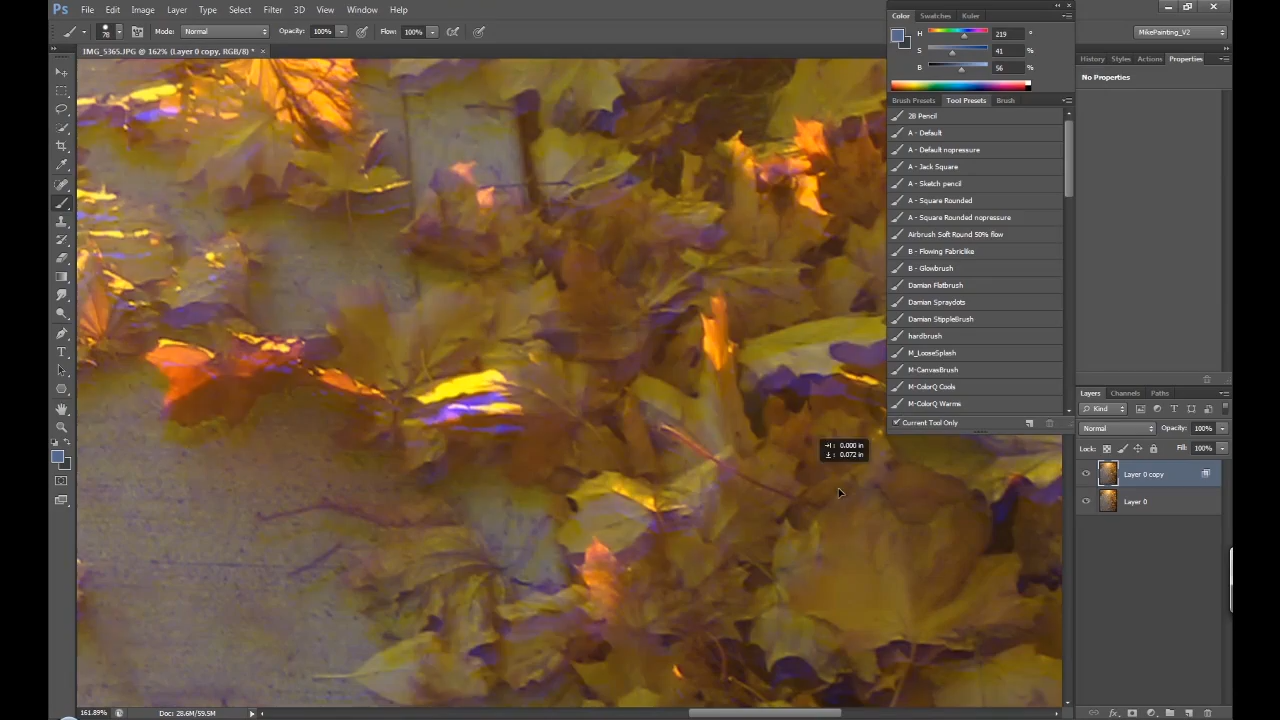 Ps File Edit Image Layer Type Select Filter 3D View Window Help
78 Mode: Normal Opacity: 100% Flow: 100% MikePainting_V2
IMG_5365.JPG @ 162% (Layer 0 copy, RGB/8) * ×
Color Swatches Kuler
H 219 °
S 41 %
B 56 %
Brush Presets Tool Presets Brush
2B Pencil
A - Default
A - Default nopressure
A - Jack Square
A - Sketch pencil
A - Square Rounded
A - Square Rounded nopressure
Airbrush Soft Round 50% flow
B - Flowing Fabriclike
B - Glowbrush
Damian Flatbrush
Damian Spraydots
Damian StippleBrush
hardbrush
M_LooseSplash
M-CanvasBrush
M-ColorQ Cools
M-ColorQ Warms
Current Tool Only
History Styles Actions Properties
No Properties
Layers Channels Paths
Kind
Normal Opacity: 100%
Lock: Fill: 100%
Layer 0 copy
Layer 0
: 0.000 in
: 0.072 in
161.89% Doc: 28.6M/59.5M